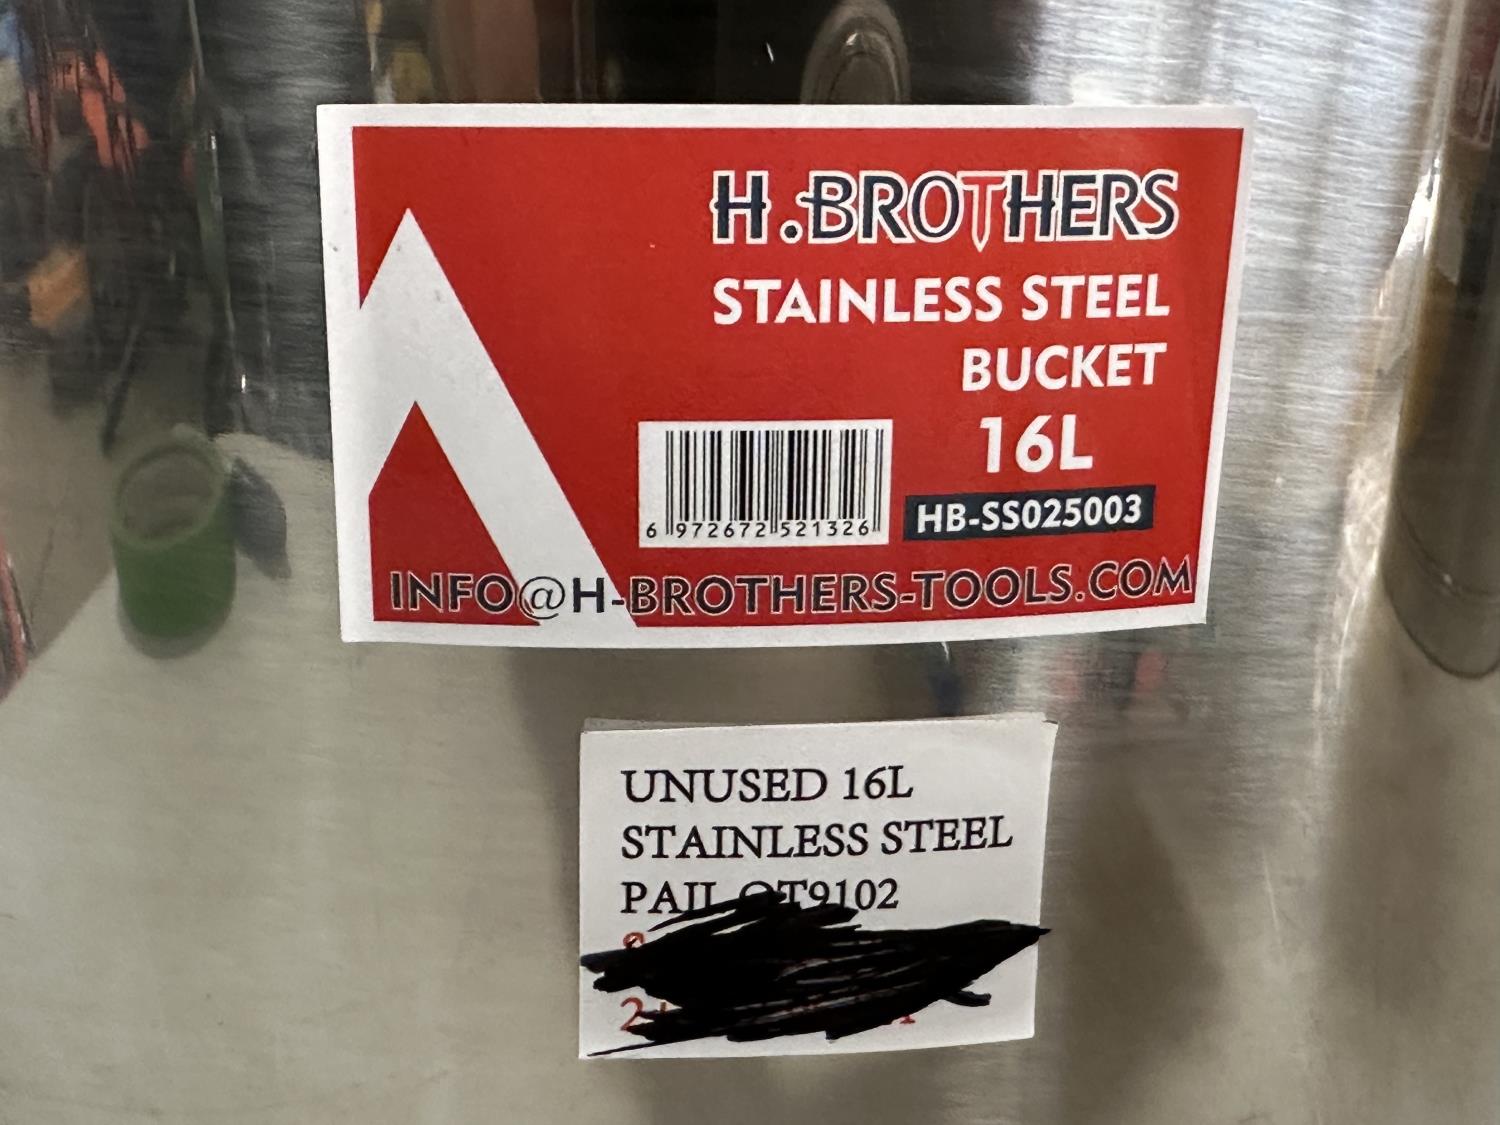 H.BROTHERS
STAINLESS STEEL
BUCKET
16L
6 972672 521326
HB-SS025003
INFO@H-BROTHERS-TOOLS.COM
UNUSED 16L
STAINLESS STEEL
PAIL QT9102